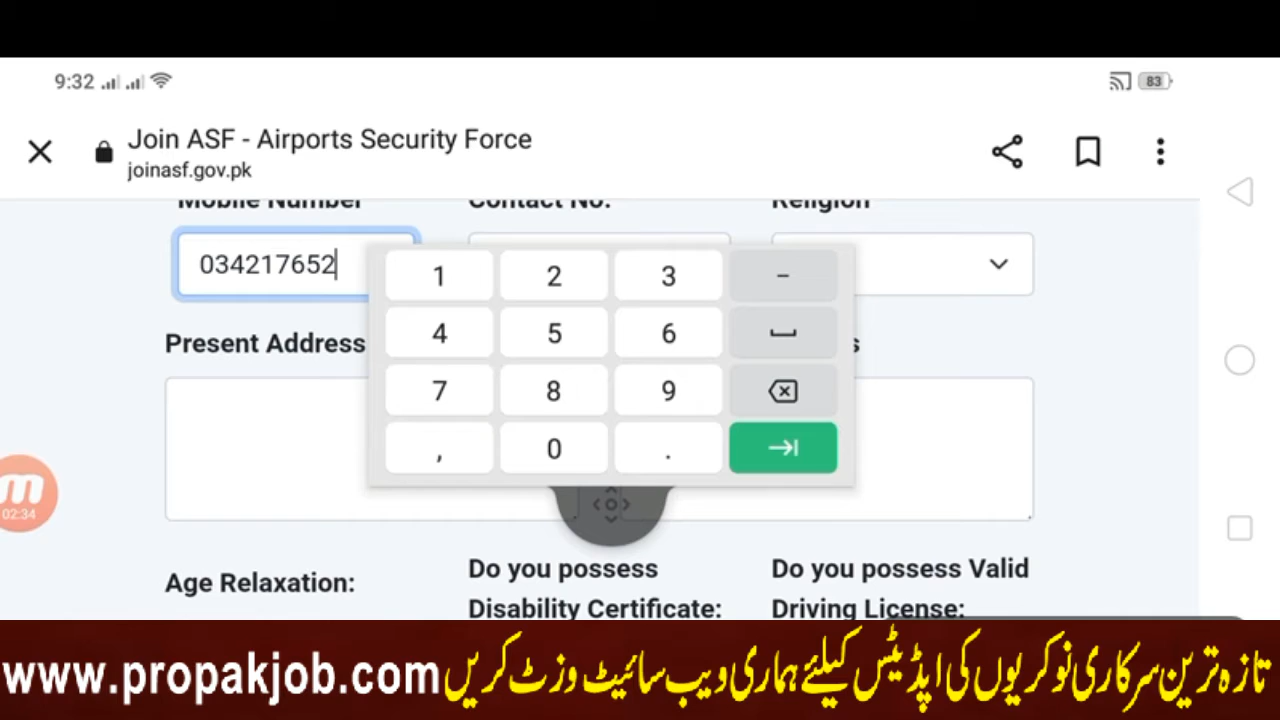 9:32
83
Join ASF - Airports Security Force
joinasf.gov.pk
Mobile Number Contact No. Religion
034217652
1 2 3 -
4 5 6
7 8 9
, 0 .
Present Address s
Age Relaxation:
Do you possess
Disability Certificate:
Do you possess Valid
Driving License:
02:34
www.propakjob.com تازہ ترین سرکاری نوکریوں کی اپڈیٹس کیلئے ہماری ویب سائیٹ وزٹ کریں